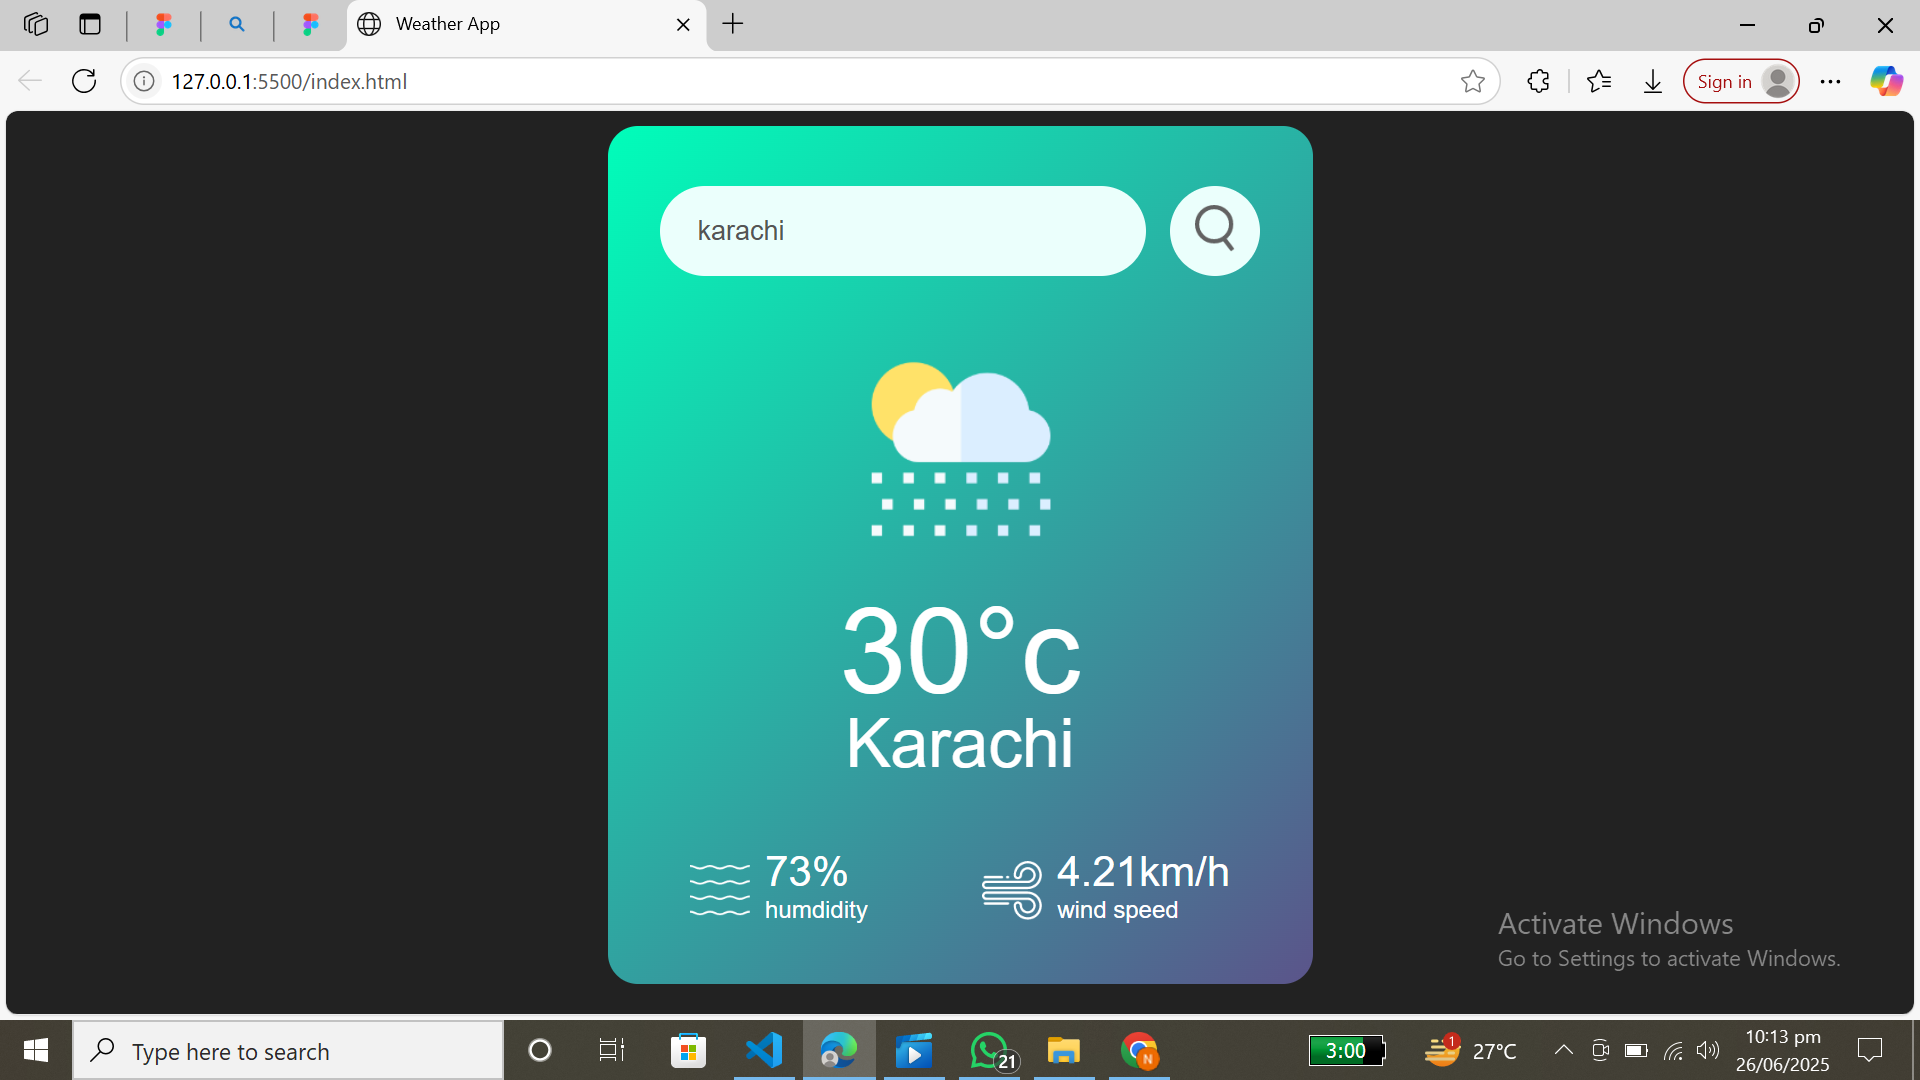 Weather App
127.0.0.1:5500/index.html
Sign in
karachi
30°c
Karachi
73%
humdidity
4.21km/h
wind speed
Activate Windows
Go to Settings to activate Windows.
Type here to search
21
N
3:00
1
27°C
10:13 pm
26/06/2025